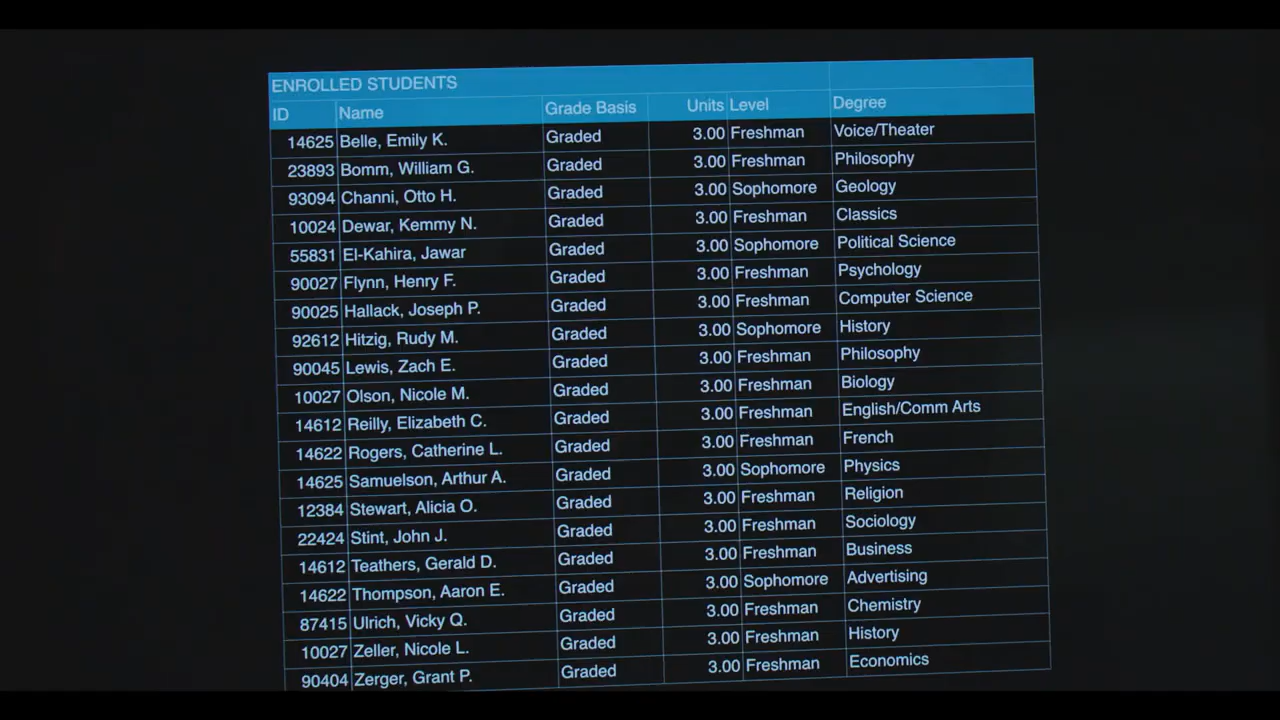 ENROLLED STUDENTS
ID Name Grade Basis Units Level Degree
14625 Belle, Emily K. Graded 3.00 Freshman Voice/Theater
23893 Bomm, William G. Graded 3.00 Freshman Philosophy
93094 Channi, Otto H. Graded 3.00 Sophomore Geology
10024 Dewar, Kemmy N. Graded 3.00 Freshman Classics
55831 El-Kahira, Jawar Graded 3.00 Sophomore Political Science
90027 Flynn, Henry F. Graded 3.00 Freshman Psychology
90025 Hallack, Joseph P. Graded 3.00 Freshman Computer Science
92612 Hitzig, Rudy M. Graded 3.00 Sophomore History
90045 Lewis, Zach E. Graded 3.00 Freshman Philosophy
10027 Olson, Nicole M. Graded 3.00 Freshman Biology
14612 Reilly, Elizabeth C. Graded 3.00 Freshman English/Comm Arts
14622 Rogers, Catherine L. Graded 3.00 Freshman French
14625 Samuelson, Arthur A. Graded 3.00 Sophomore Physics
12384 Stewart, Alicia O. Graded 3.00 Freshman Religion
22424 Stint, John J. Graded 3.00 Freshman Sociology
14612 Teathers, Gerald D. Graded 3.00 Freshman Business
14622 Thompson, Aaron E. Graded 3.00 Sophomore Advertising
87415 Ulrich, Vicky Q. Graded 3.00 Freshman Chemistry
10027 Zeller, Nicole L. Graded 3.00 Freshman History
90404 Zerger, Grant P. Graded 3.00 Freshman Economics